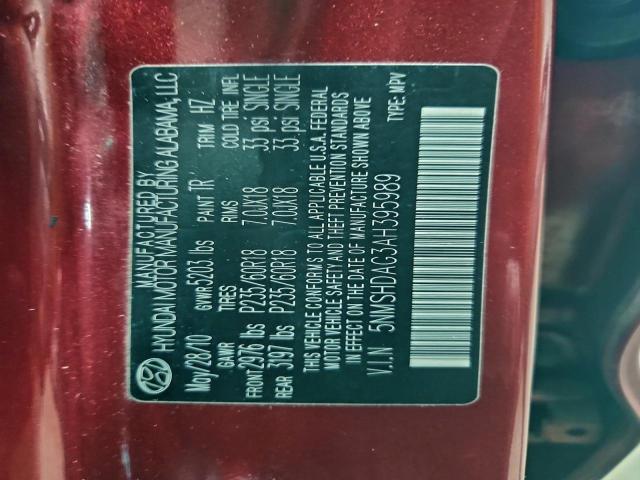 MANUFACTURED BY
HYUNDAI MOTOR MANUFACTURING ALABAMA, LLC
May/28/10 GVWR 5203 lbs PAINT TR TRIM HZ
GAWR TIRES RIMS COLD TIRE INFL
FRONT 2976 lbs P235/60R18 7.0JX18 33 psi SINGLE
REAR 3197 lbs P235/60R18 7.0JX18 33 psi SINGLE
THIS VEHICLE CONFORMS TO ALL APPLICABLE U.S.A. FEDERAL
MOTOR VEHICLE SAFETY AND THEFT PREVENTION STANDARDS
IN EFFECT ON THE DATE OF MANUFACTURE SHOWN ABOVE
V.I.N 5NMSHDAG3AH395989 TYPE: MPV